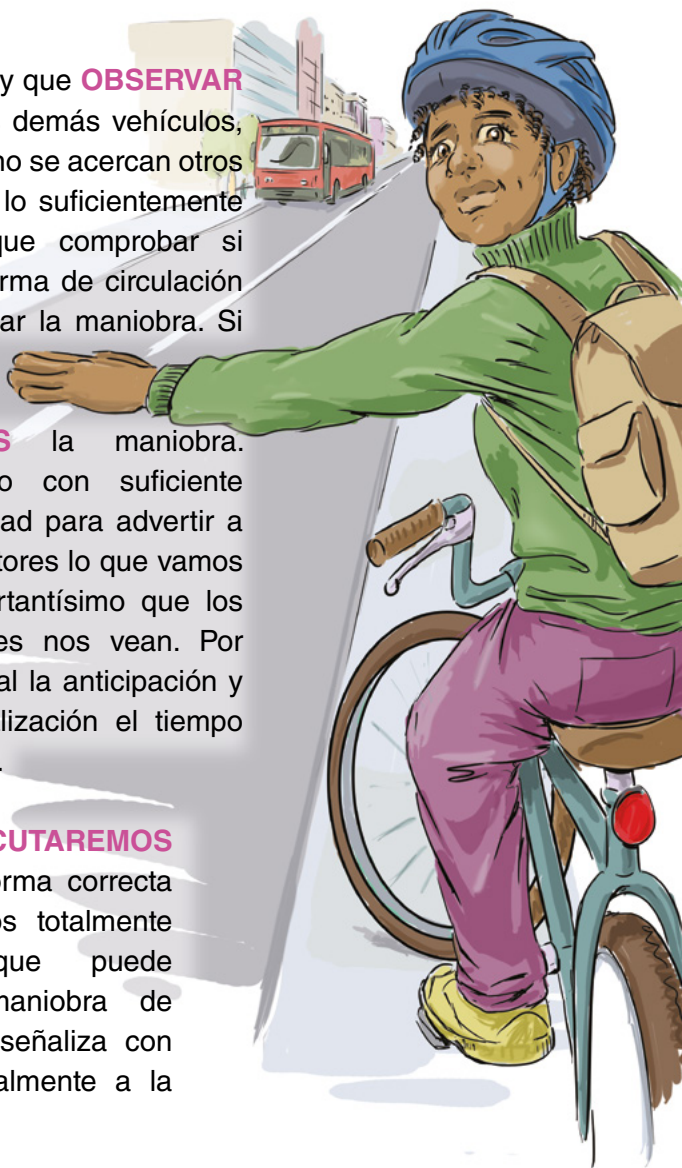 y que OBSERVAR
demás vehículos,
no se acercan otros
lo suficientemente
que comprobar si
rma de circulación
ar la maniobra. Si
S la maniobra.
o con suficiente
ad para advertir a
tores lo que vamos
rtantísimo que los
es nos vean. Por
al la anticipación y
lización el tiempo
.
CUTAREMOS
orma correcta
os totalmente
que puede
maniobra de
señaliza con
almente a la